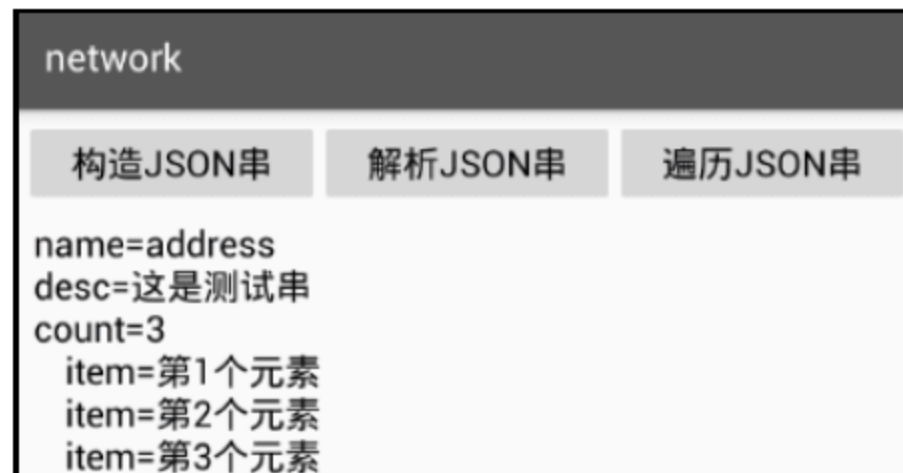 network
构造JSON串 解析JSON串 遍历JSON串
name=address
desc=这是测试串
count=3
item=第1个元素
item=第2个元素
item=第3个元素